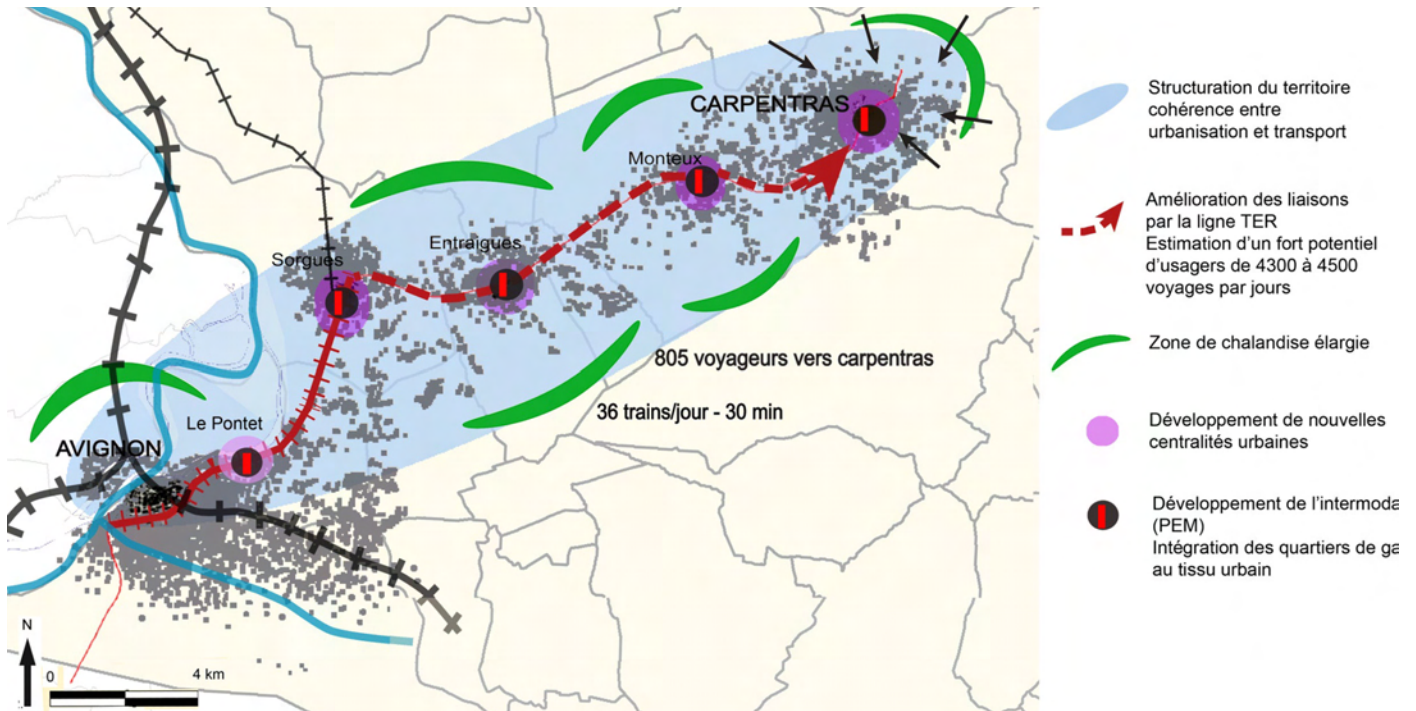 CARPENTRAS
Monteux
Entraigues
Sorgues
805 voyageurs vers carpentras
36 trains/jour - 30 min
Le Pontet
AVIGNON
N
0
4 km
Structuration du territoire
cohérence entre
urbanisation et transport
Amélioration des liaisons
par la ligne TER
Estimation d'un fort potentiel
d'usagers de 4300 à 4500
voyages par jours
Zone de chalandise élargie
Développement de nouvelles
centralités urbaines
Développement de l'intermoda
(PEM)
Intégration des quartiers de ga
au tissu urbain